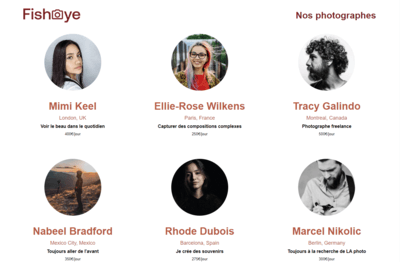 Fisheye
Nos photographes
Mimi Keel
London, UK
Voir le beau dans le quotidien
400€/jour
Ellie-Rose Wilkens
Paris, France
Capturer des compositions complexes
250€/jour
Tracy Galindo
Montreal, Canada
Photographe freelance
500€/jour
Nabeel Bradford
Mexico City, Mexico
Toujours aller de l'avant
350€/jour
Rhode Dubois
Barcelona, Spain
Je crée des souvenirs
275€/jour
Marcel Nikolic
Berlin, Germany
Toujours à la recherche de LA photo
300€/jour